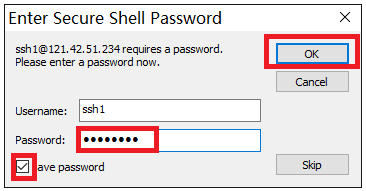 Enter Secure Shell Password
ssh1@121.42.51.234 requires a password.
Please enter a password now.
OK
Cancel
Username: ssh1
Password: ●●●●●●●●
ave password
Skip